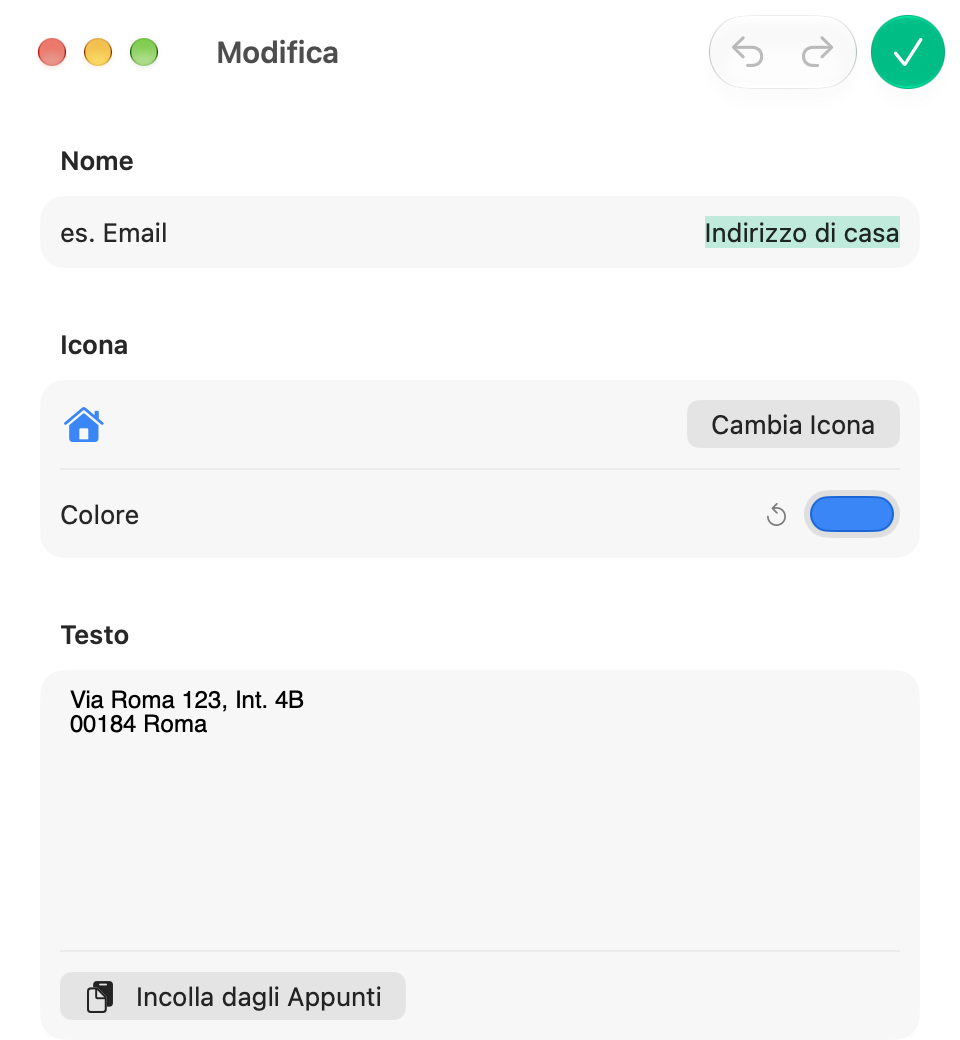 Modifica
Nome
es. Email Indirizzo di casa
Icona
Cambia Icona
Colore
Testo
Via Roma 123, Int. 4B
00184 Roma
Incolla dagli Appunti